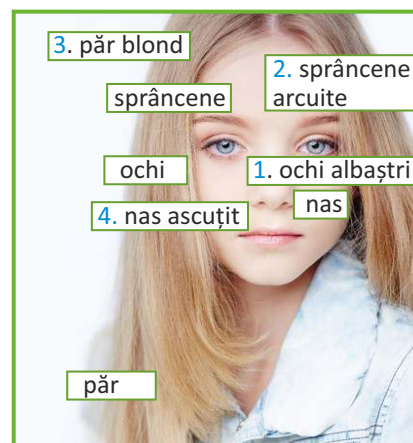 3. păr blond
2. sprâncene
arcuite
sprâncene
ochi
1. ochi albaștri
nas
4. nas ascuțit
păr